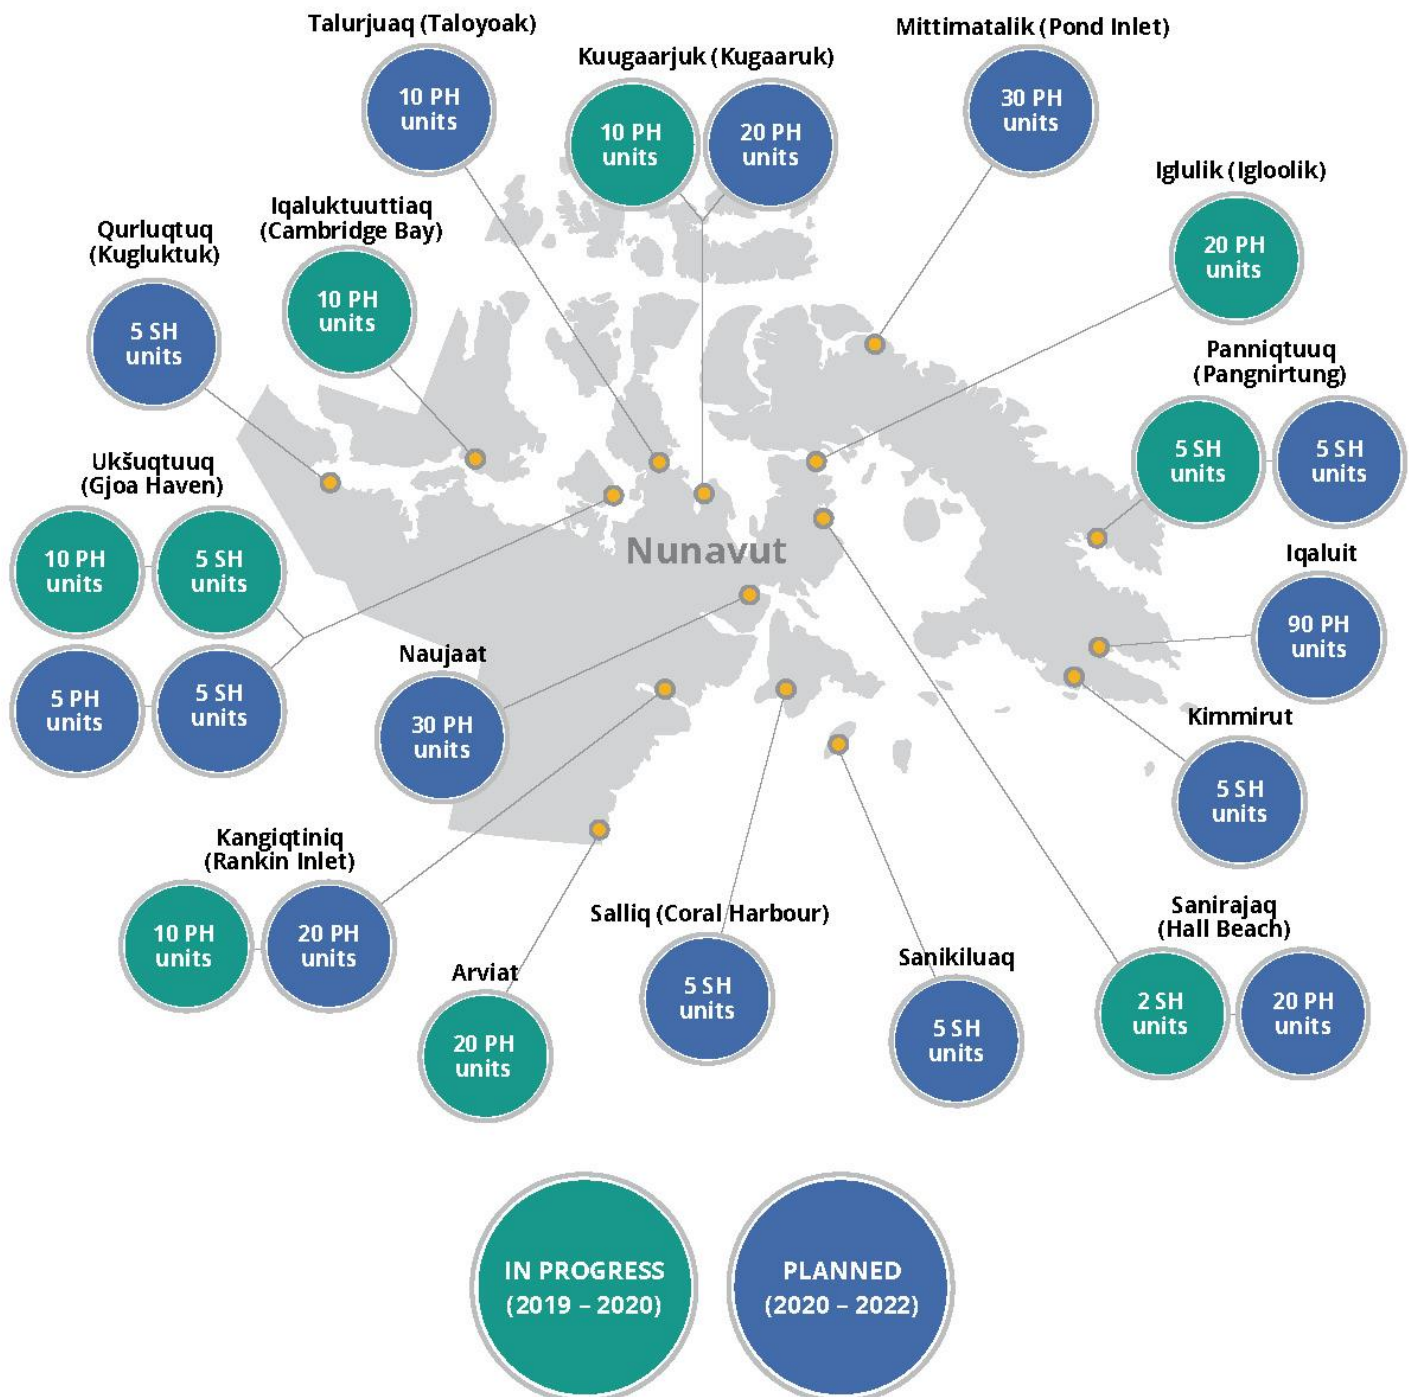 Talurjuaq (Taloyoak)
10 PH
units
Kuugaarjuk (Kugaaruk)
10 PH
units
20 PH
units
Mittimatalik (Pond Inlet)
30 PH
units
Iglulik (Igloolik)
20 PH
units
Iqaluktuuttiaq
(Cambridge Bay)
10 PH
units
Qurluqtuq
(Kugluktuk)
5 SH
units
Panniqtuuq
(Pangnirtung)
5 SH
units
5 SH
units
Ukšuqtuuq
(Gjoa Haven)
10 PH
units
5 SH
units
5 PH
units
5 SH
units
Nunavut
Iqaluit
90 PH
units
Naujaat
30 PH
units
Kimmirut
5 SH
units
Kangiqtiniq
(Rankin Inlet)
10 PH
units
20 PH
units
Arviat
20 PH
units
Salliq (Coral Harbour)
5 SH
units
Sanikiluaq
5 SH
units
Sanirajaq
(Hall Beach)
2 SH
units
20 PH
units
IN PROGRESS
(2019 – 2020)
PLANNED
(2020 – 2022)